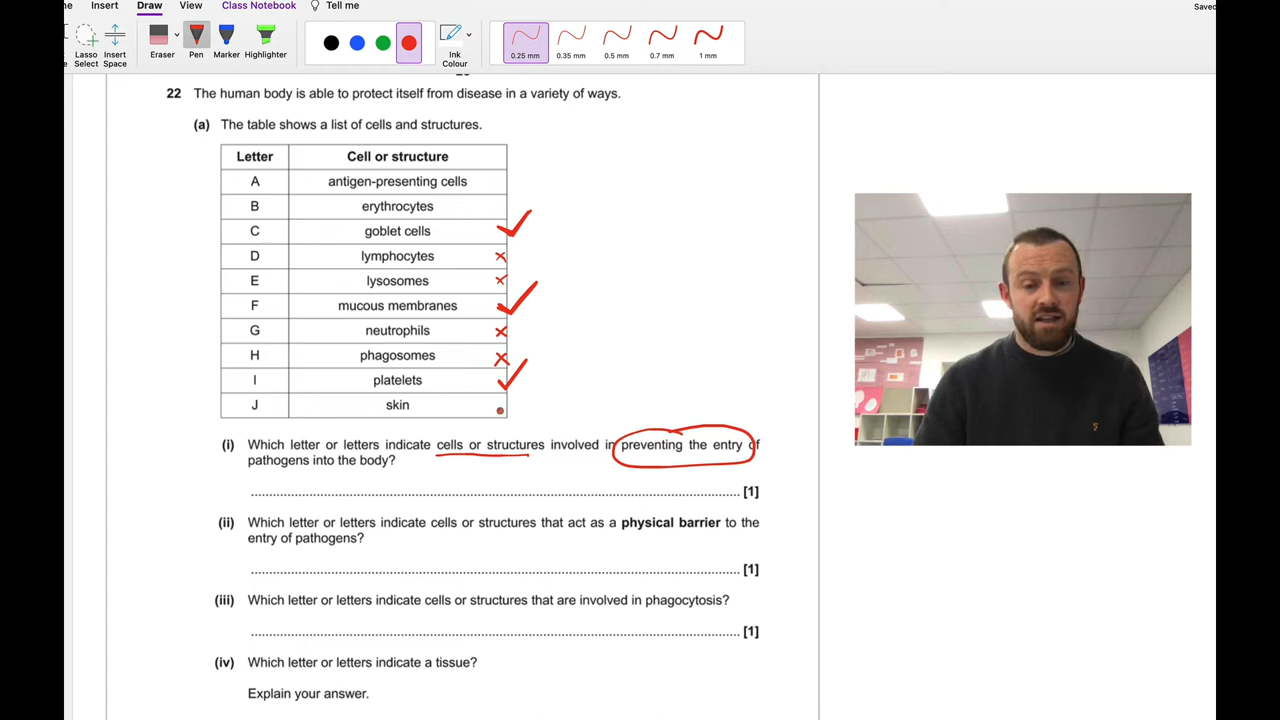 me Insert Draw View Class Notebook Tell me
Saved
Lasso Select
Insert Space
Eraser
Pen
Marker
Highlighter
Ink Colour
0.25 mm 0.35 mm 0.5 mm 0.7 mm 1 mm
22 The human body is able to protect itself from disease in a variety of ways.
(a) The table shows a list of cells and structures.
Letter Cell or structure
A antigen-presenting cells
B erythrocytes
C goblet cells
D lymphocytes
E lysosomes
F mucous membranes
G neutrophils
H phagosomes
I platelets
J skin
(i) Which letter or letters indicate cells or structures involved in preventing the entry of
pathogens into the body?
[1]
(ii) Which letter or letters indicate cells or structures that act as a physical barrier to the
entry of pathogens?
[1]
(iii) Which letter or letters indicate cells or structures that are involved in phagocytosis?
[1]
(iv) Which letter or letters indicate a tissue?
Explain your answer.